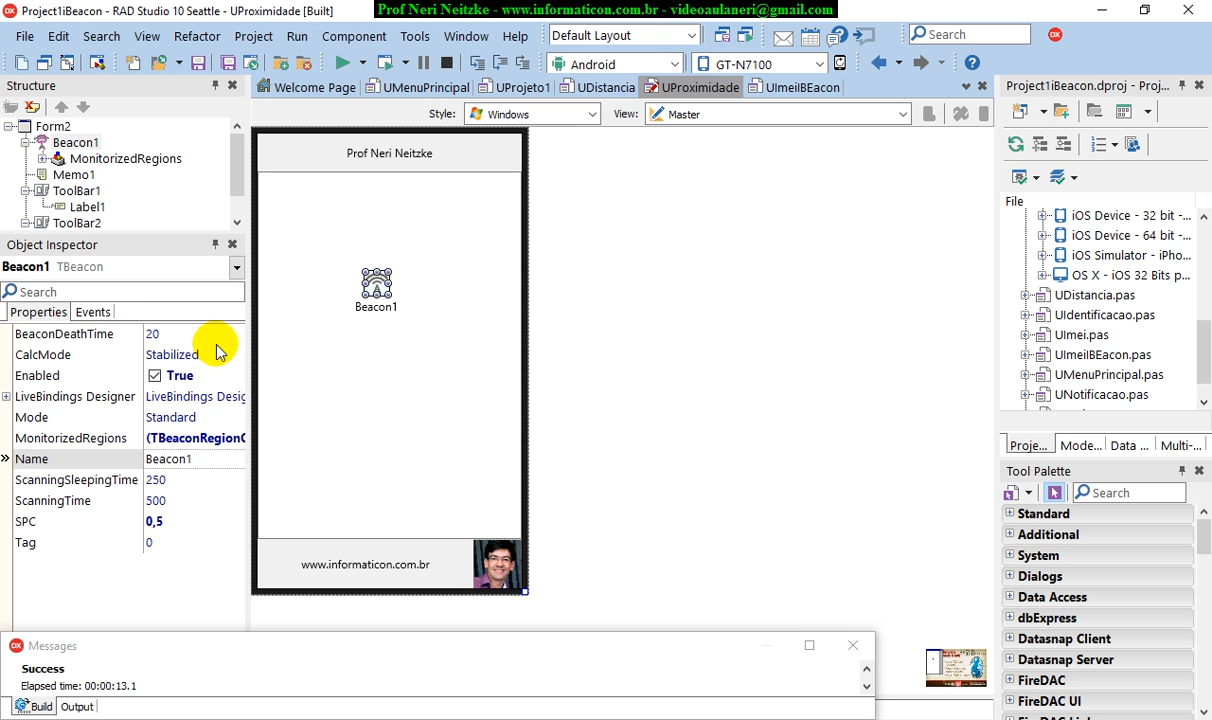 Project1iBeacon - RAD Studio 10 Seattle - UProximidade [Built]
Prof Neri Neitzke - www.informaticon.com.br - videoaulaneri@gmail.com
File Edit Search View Refactor Project Run Component Tools Window Help
Default Layout
Search
Android
GT-N7100
Structure
Form2
Beacon1
MonitorizedRegions
Memo1
ToolBar1
Label1
ToolBar2
Object Inspector
Beacon1 TBeacon
Search
Properties Events
BeaconDeathTime 20
CalcMode Stabilized
Enabled True
LiveBindings Designer LiveBindings Desig
Mode Standard
MonitorizedRegions (TBeaconRegionC
Name Beacon1
ScanningSleepingTime 250
ScanningTime 500
SPC 0,5
Tag 0
Welcome Page UMenuPrincipal UProjeto1 UDistancia UProximidade UImeiIBEacon
Style: Windows View: Master
Prof Neri Neitzke
Beacon1
www.informaticon.com.br
Messages
Success
Elapsed time: 00:00:13.1
Build Output
Project1iBeacon.dproj - Proj...
File
iOS Device - 32 bit -...
iOS Device - 64 bit -...
iOS Simulator - iPho...
OS X - iOS 32 Bits p...
UDistancia.pas
UIdentificacao.pas
UImei.pas
UImeiIBEacon.pas
UMenuPrincipal.pas
UNotificacao.pas
Proje... Mode... Data ... Multi-...
Tool Palette
Search
Standard
Additional
System
Dialogs
Data Access
dbExpress
Datasnap Client
Datasnap Server
FireDAC
FireDAC UI